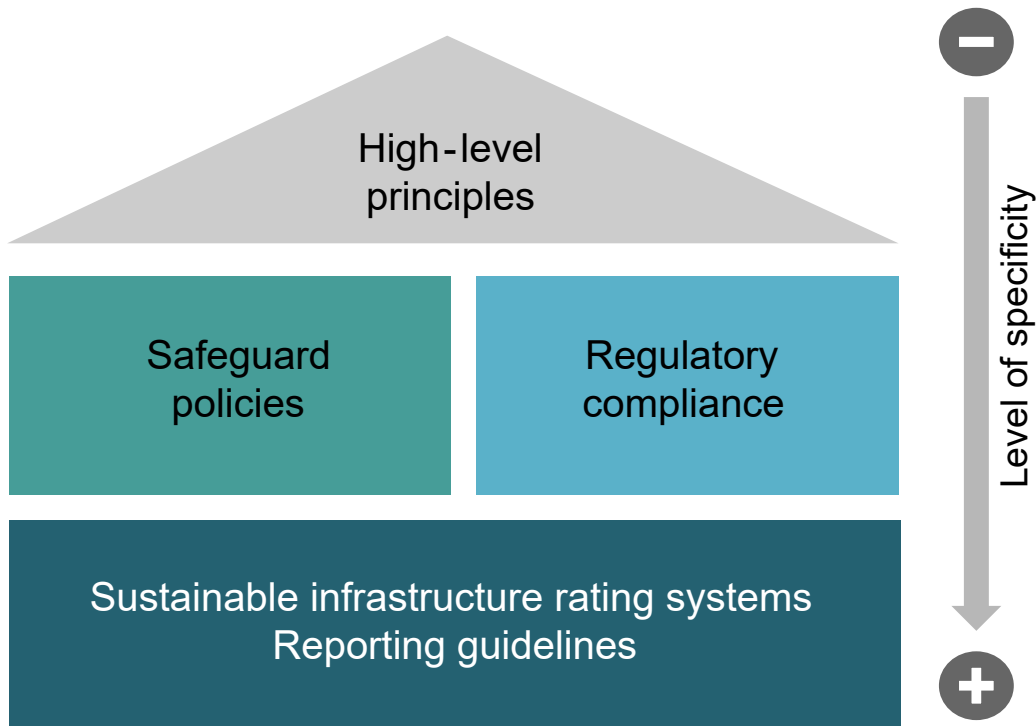 High-level
principles
Safeguard
policies
Regulatory
compliance
Sustainable infrastructure rating systems
Reporting guidelines
Level of specificity